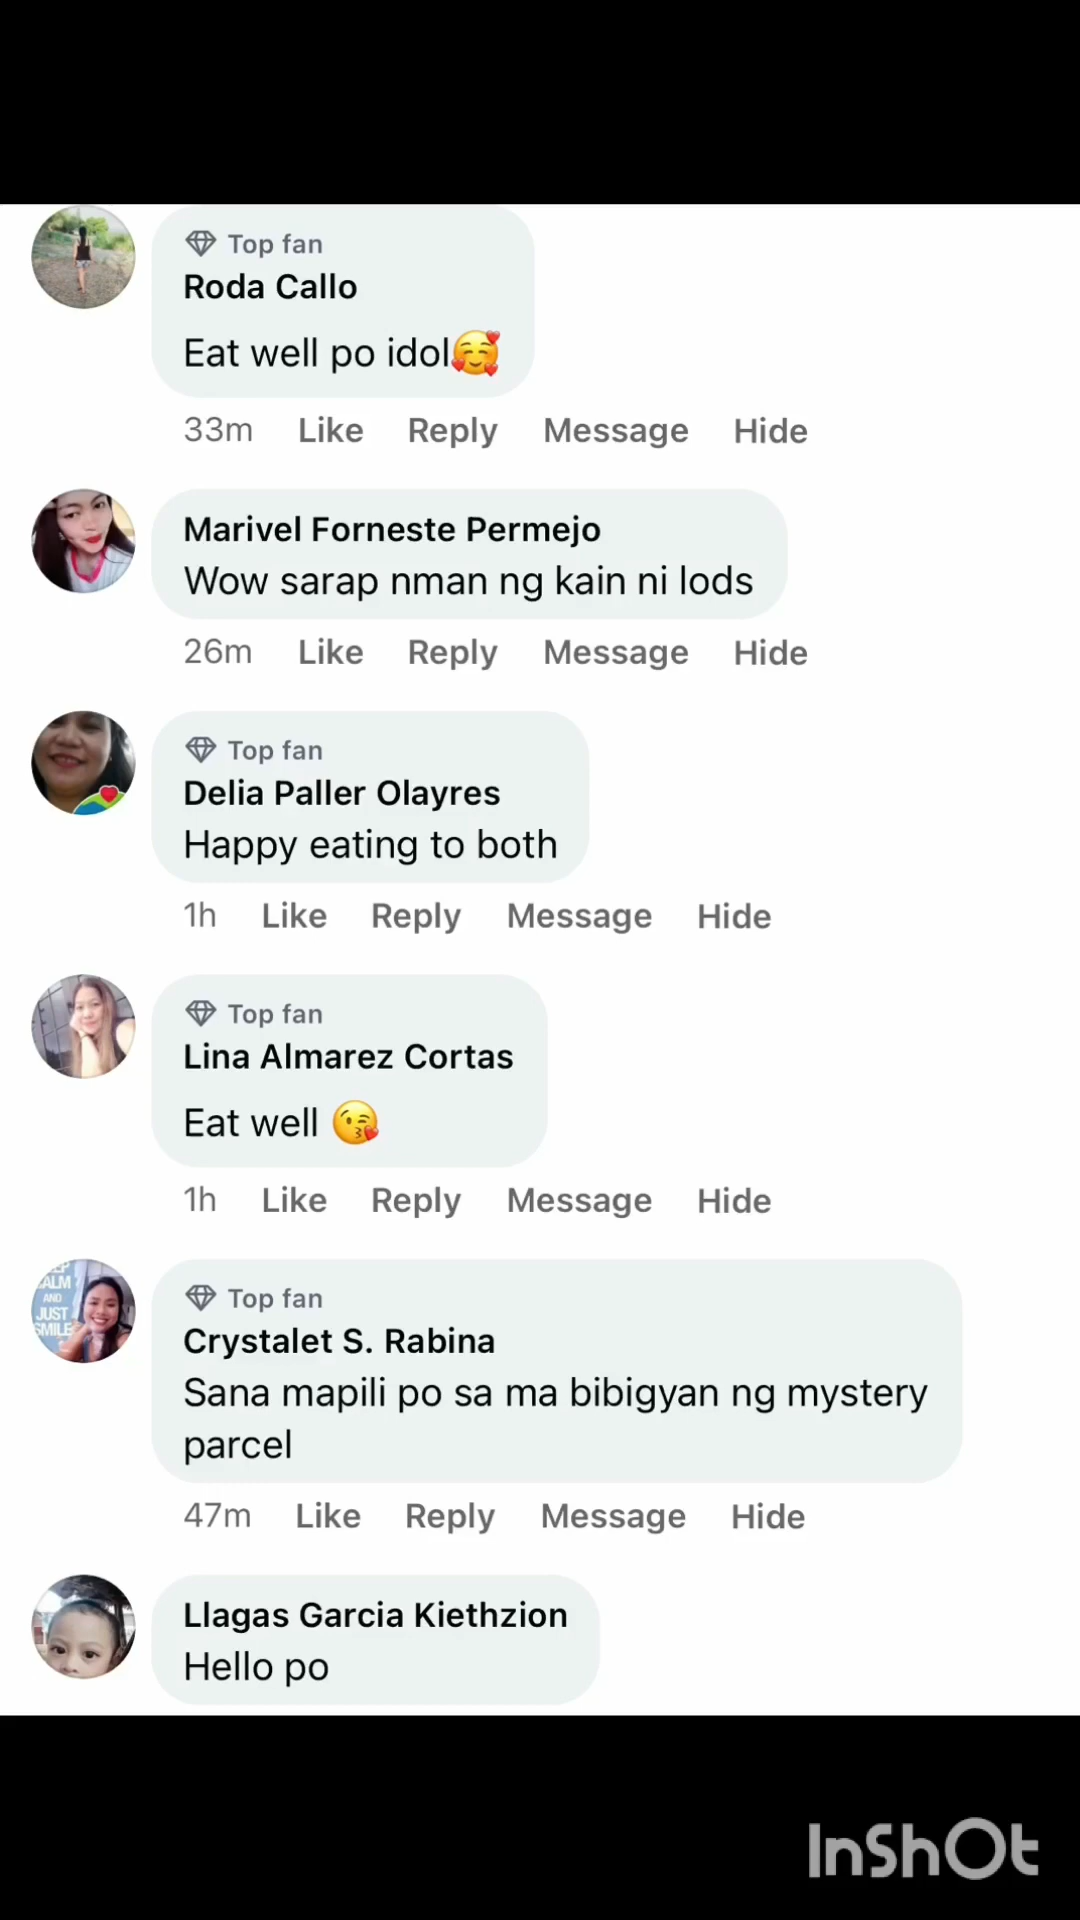 Top fan
Roda Callo
Eat well po idol🥰
33m Like Reply Message Hide
Marivel Forneste Permejo
Wow sarap nman ng kain ni lods
26m Like Reply Message Hide
Top fan
Delia Paller Olayres
Happy eating to both
1h Like Reply Message Hide
Top fan
Lina Almarez Cortas
Eat well 😘
1h Like Reply Message Hide
ALM
AND
JUST
SMILE
Top fan
Crystalet S. Rabina
Sana mapili po sa ma bibigyan ng mystery
parcel
47m Like Reply Message Hide
Llagas Garcia Kiethzion
Hello po
InShOt